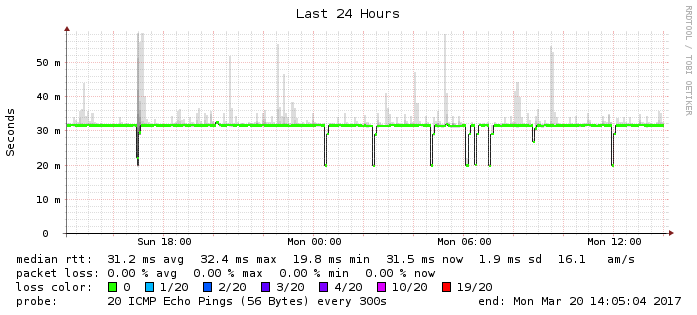 Last 24 Hours
RRDTOOL / TOBI OETIKER
Seconds
50 m
40 m
30 m
20 m
10 m
0
Sun 18:00 Mon 00:00 Mon 06:00 Mon 12:00
median rtt: 31.2 ms avg 32.4 ms max 19.8 ms min 31.5 ms now 1.9 ms sd 16.1 am/s
packet loss: 0.00 % avg 0.00 % max 0.00 % min 0.00 % now
loss color: 0 1/20 2/20 3/20 4/20 10/20 19/20
probe: 20 ICMP Echo Pings (56 Bytes) every 300s end: Mon Mar 20 14:05:04 2017